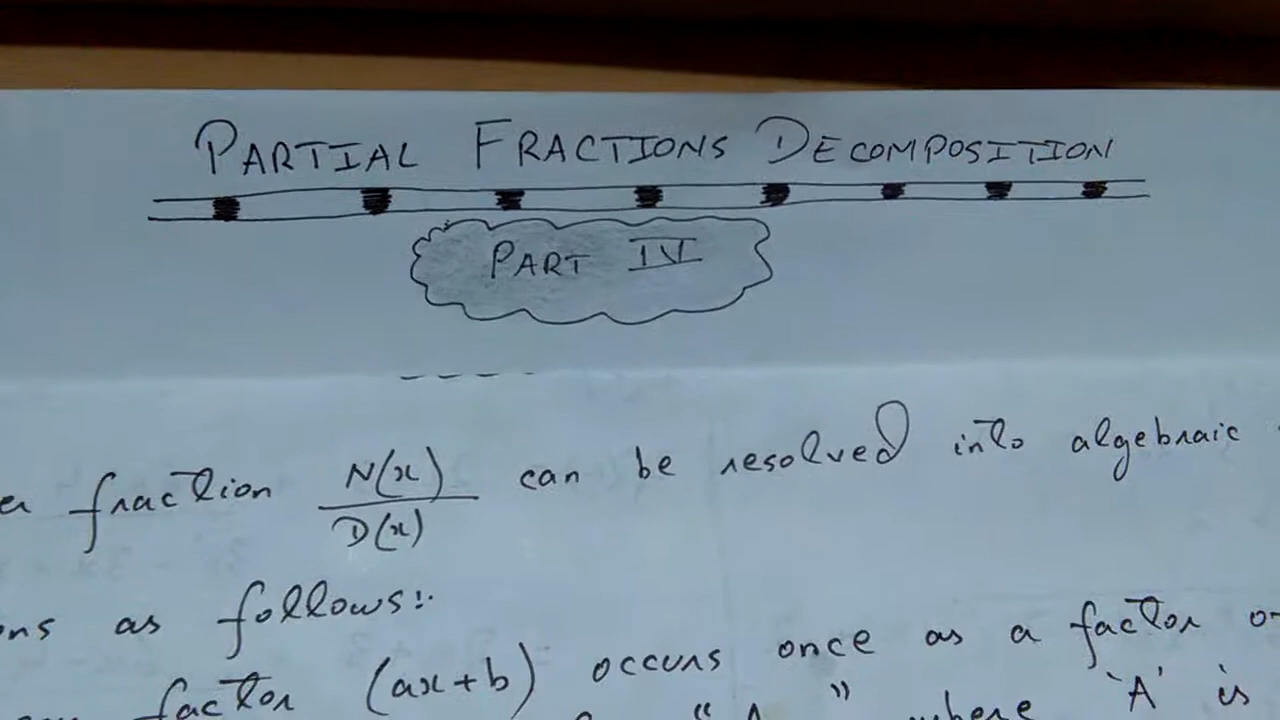 PARTIAL FRACTIONS DECOMPOSITION
PART IV
fraction N(x)/D(x) can be resolved into algebraic
as follows:-
factor (ax+b) occurs once as a factor
" A " where 'A' is